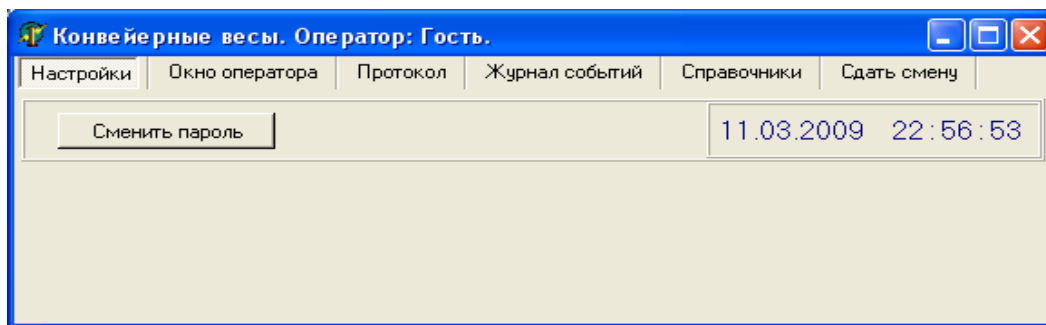 Конвейерные весы. Оператор: Гость.
Настройки Окно оператора Протокол Журнал событий Справочники Сдать смену
Сменить пароль 11.03.2009 22:56:53